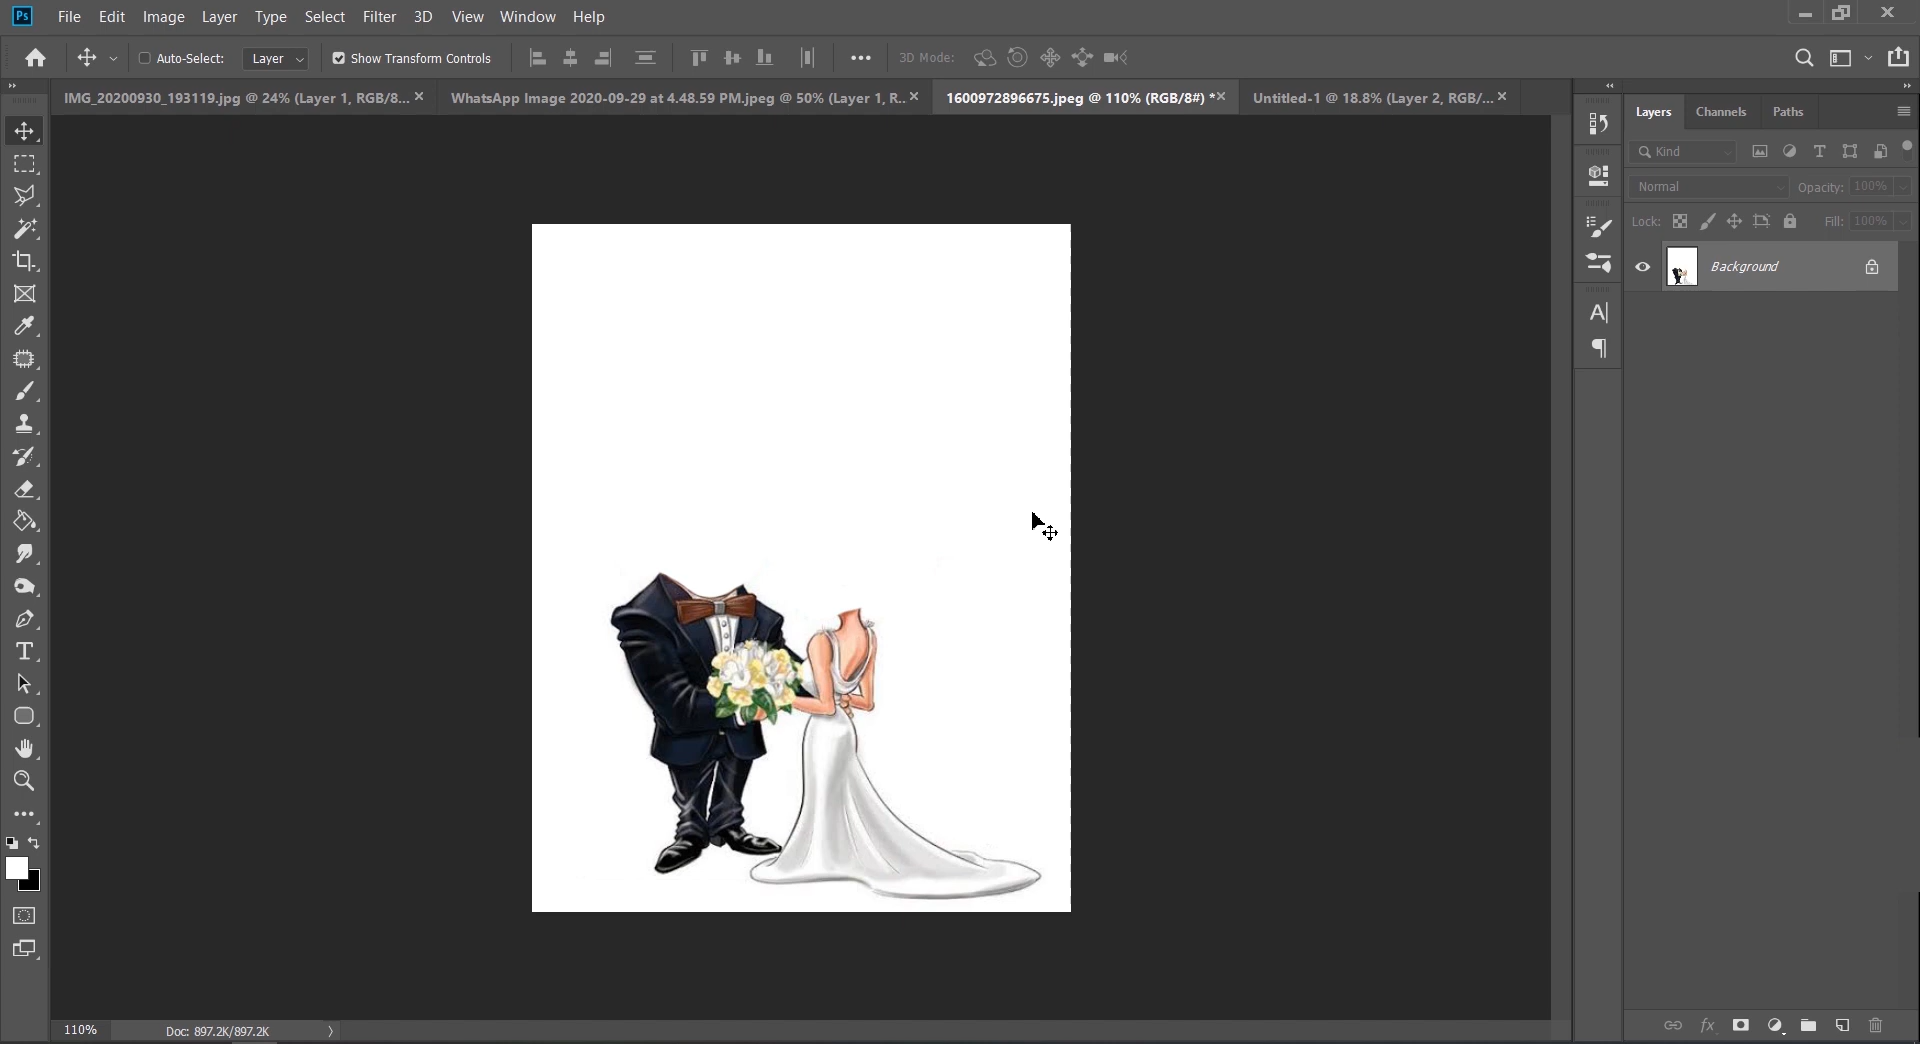 Ps File Edit Image Layer Type Select Filter 3D View Window Help
Auto-Select: Layer Show Transform Controls 3D Mode:
IMG_20200930_193119.jpg @ 24% (Layer 1, RGB/8... WhatsApp Image 2020-09-29 at 4.48.59 PM.jpeg @ 50% (Layer 1, R... 1600972896675.jpeg @ 110% (RGB/8#) * Untitled-1 @ 18.8% (Layer 2, RGB/...
Layers Channels Paths
Kind
Normal Opacity: 100%
Lock: Fill: 100%
Background
110% Doc: 897.2K/897.2K